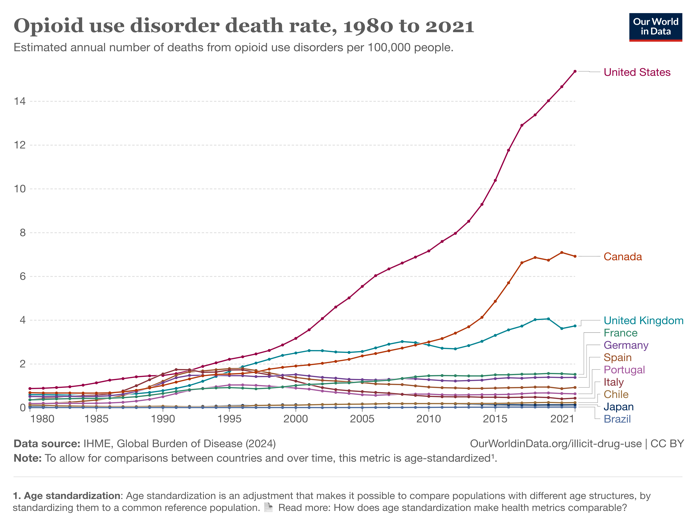 Opioid use disorder death rate, 1980 to 2021
Our World
in Data
Estimated annual number of deaths from opioid use disorders per 100,000 people.
14
12
10
8
6
4
2
0
1980
1985
1990
1995
2000
2005
2010
2015
2021
United States
Canada
United Kingdom
France
Germany
Spain
Portugal
Italy
Chile
Japan
Brazil
Data source: IHME, Global Burden of Disease (2024)
OurWorldinData.org/illicit-drug-use | CC BY
Note: To allow for comparisons between countries and over time, this metric is age-standardized¹.
1. Age standardization: Age standardization is an adjustment that makes it possible to compare populations with different age structures, by
standardizing them to a common reference population. Read more: How does age standardization make health metrics comparable?